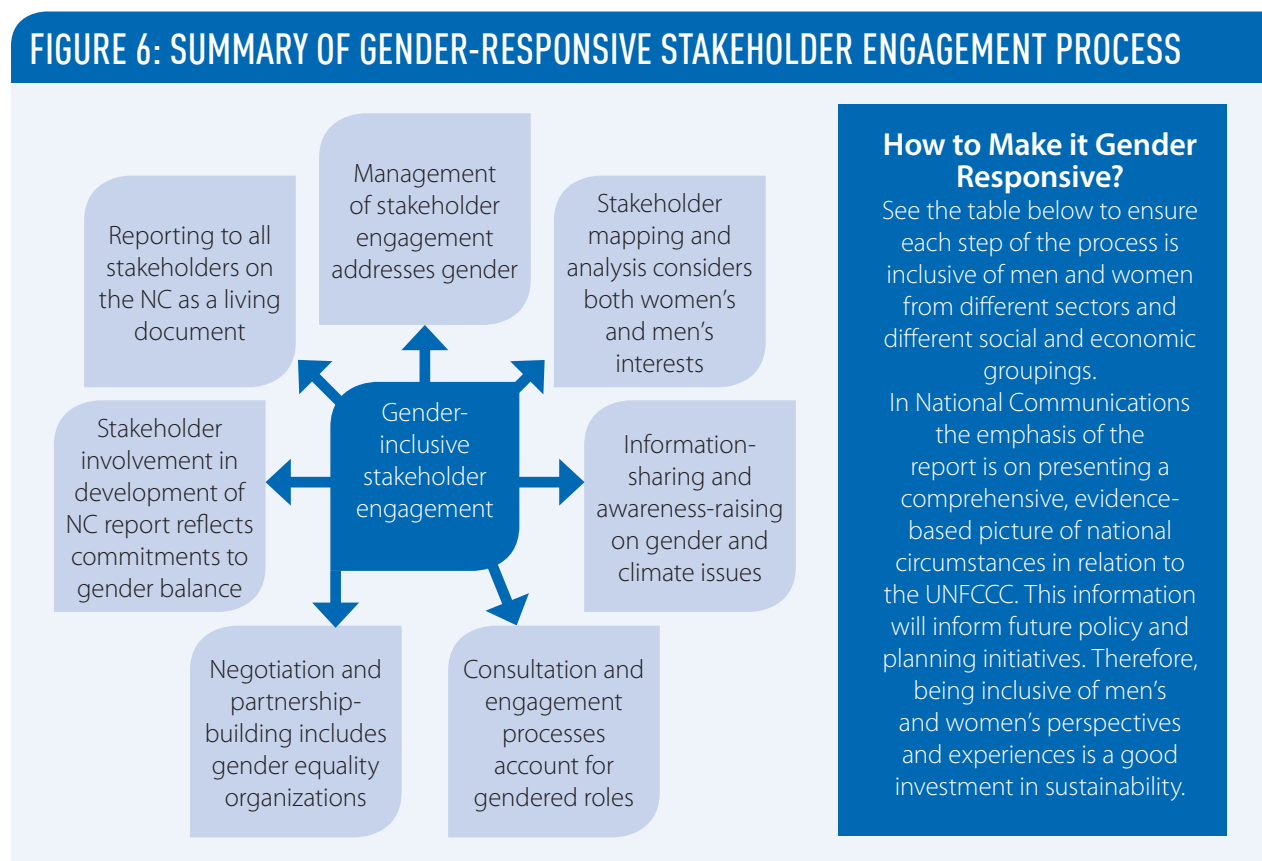 FIGURE 6: SUMMARY OF GENDER-RESPONSIVE STAKEHOLDER ENGAGEMENT PROCESS
Management
of stakeholder
engagement
addresses gender
Stakeholder
mapping and
analysis considers
both women’s
and men’s
interests
Information-
sharing and
awareness-raising
on gender and
climate issues
Consultation and
engagement
processes
account for
gendered roles
Negotiation and
partnership-
building includes
gender equality
organizations
Stakeholder
involvement in
development of
NC report reflects
commitments to
gender balance
Reporting to all
stakeholders on
the NC as a living
document
Gender-
inclusive
stakeholder
engagement
How to Make it Gender
Responsive?
See the table below to ensure
each step of the process is
inclusive of men and women
from different sectors and
different social and economic
groupings.
In National Communications
the emphasis of the
report is on presenting a
comprehensive, evidence-
based picture of national
circumstances in relation to
the UNFCCC. This information
will inform future policy and
planning initiatives. Therefore,
being inclusive of men’s
and women’s perspectives
and experiences is a good
investment in sustainability.